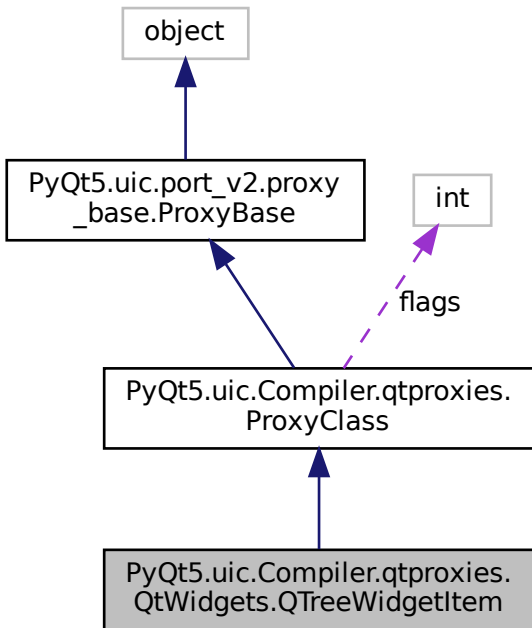 object
PyQt5.uic.port_v2.proxy
_base.ProxyBase
int
flags
PyQt5.uic.Compiler.qtproxies.
ProxyClass
PyQt5.uic.Compiler.qtproxies.
QtWidgets.QTreeWidgetItem